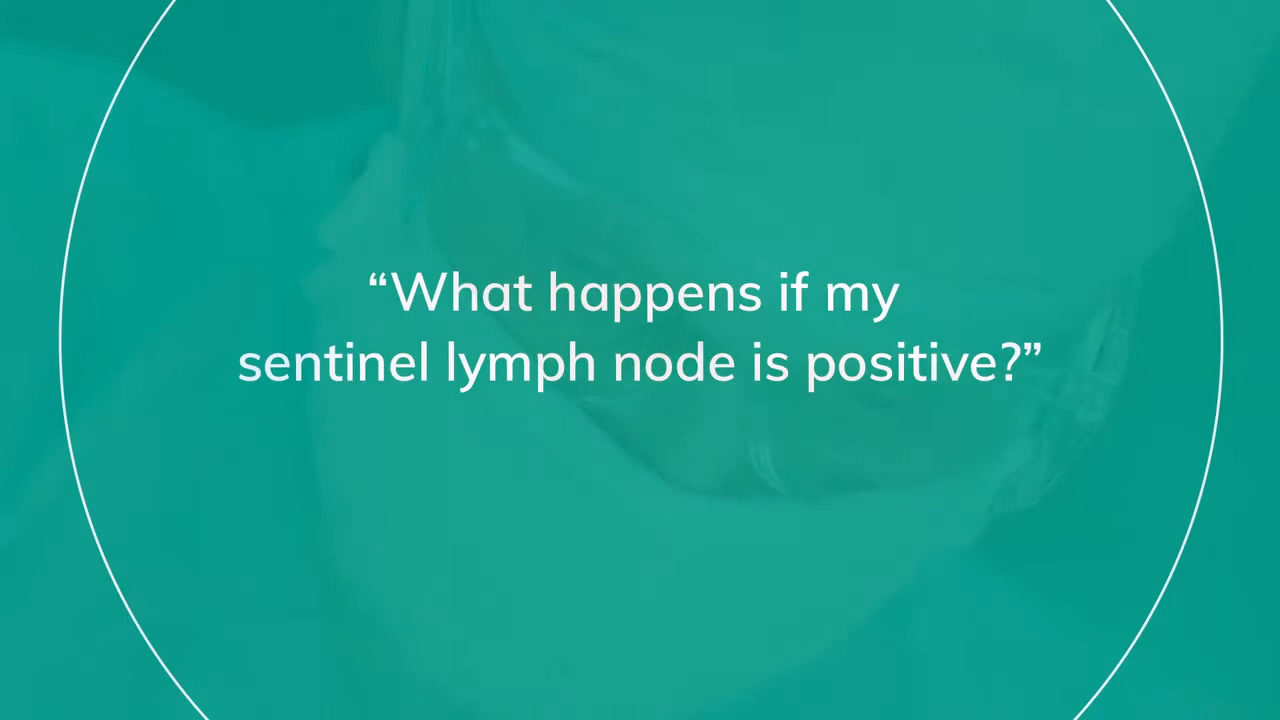 “What happens if my
sentinel lymph node is positive?”